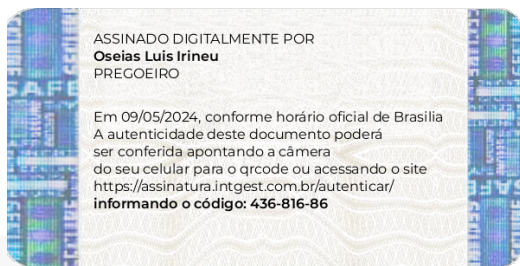 ASSINADO DIGITALMENTE POR
Oseias Luis Irineu
PREGOEIRO
Em 09/05/2024, conforme horário oficial de Brasilia
A autenticidade deste documento poderá
ser conferida apontando a câmera
do seu celular para o qrcode ou acessando o site
https://assinatura.intgest.com.br/autenticar/
informando o código: 436-816-86